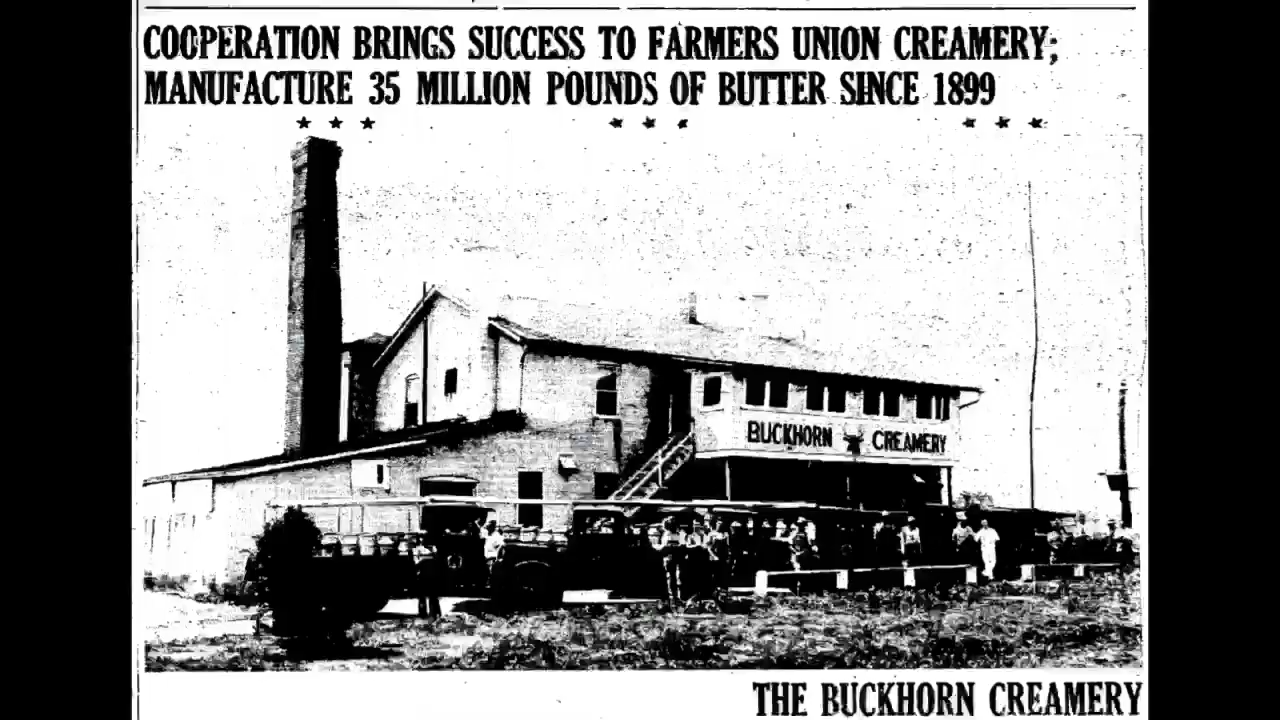 COOPERATION BRINGS SUCCESS TO FARMERS UNION CREAMERY;
MANUFACTURE 35 MILLION POUNDS OF BUTTER SINCE 1899
BUCKHORN CREAMERY
THE BUCKHORN CREAMERY